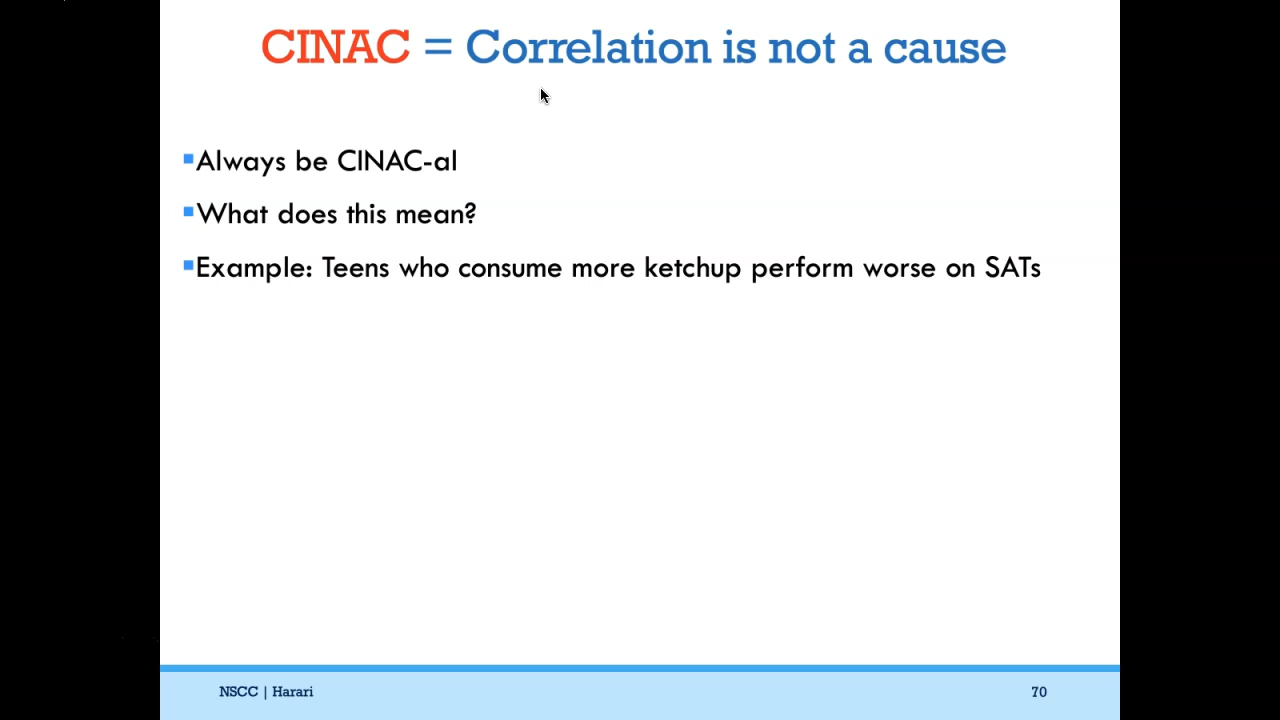 CINAC = Correlation is not a cause
▪Always be CINAC-al
▪What does this mean?
▪Example: Teens who consume more ketchup perform worse on SATs
NSCC | Harari
70